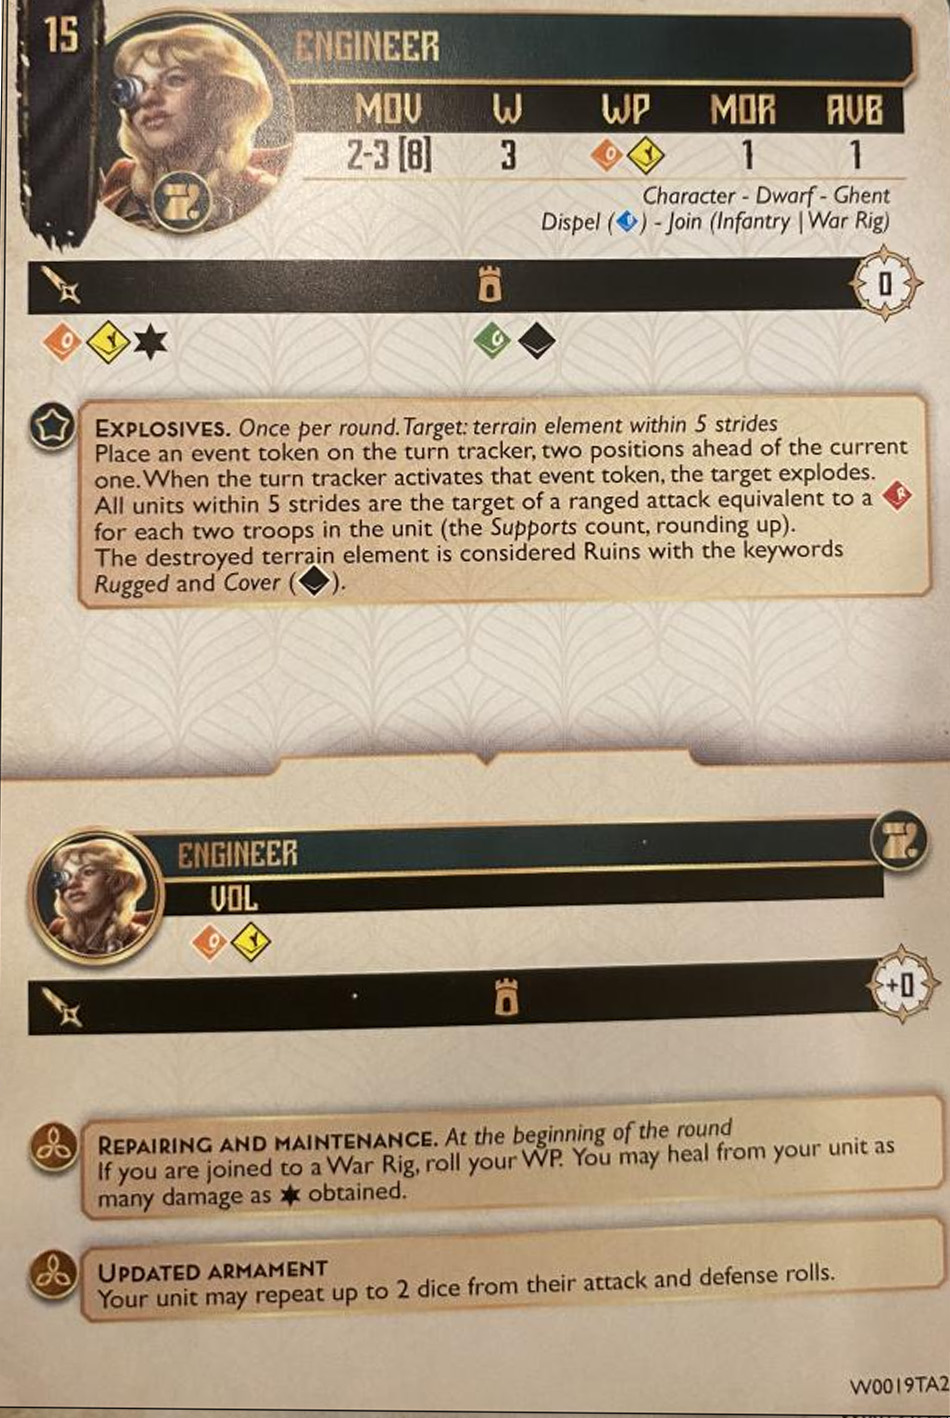 15
ENGINEER
MOV W WP MOR AVB
2-3 [8] 3 O Y 1 1
Character - Dwarf - Ghent
Dispel ( ) - Join (Infantry | War Rig)
0
O Y G
EXPLOSIVES. Once per round. Target: terrain element within 5 strides
Place an event token on the turn tracker, two positions ahead of the current
one. When the turn tracker activates that event token, the target explodes.
All units within 5 strides are the target of a ranged attack equivalent to a R
for each two troops in the unit (the Supports count, rounding up).
The destroyed terrain element is considered Ruins with the keywords
Rugged and Cover ( ).
ENGINEER
VOL
O Y
+0
REPAIRING AND MAINTENANCE. At the beginning of the round
If you are joined to a War Rig, roll your WP. You may heal from your unit as
many damage as obtained.
UPDATED ARMAMENT
Your unit may repeat up to 2 dice from their attack and defense rolls.
W0019TA2